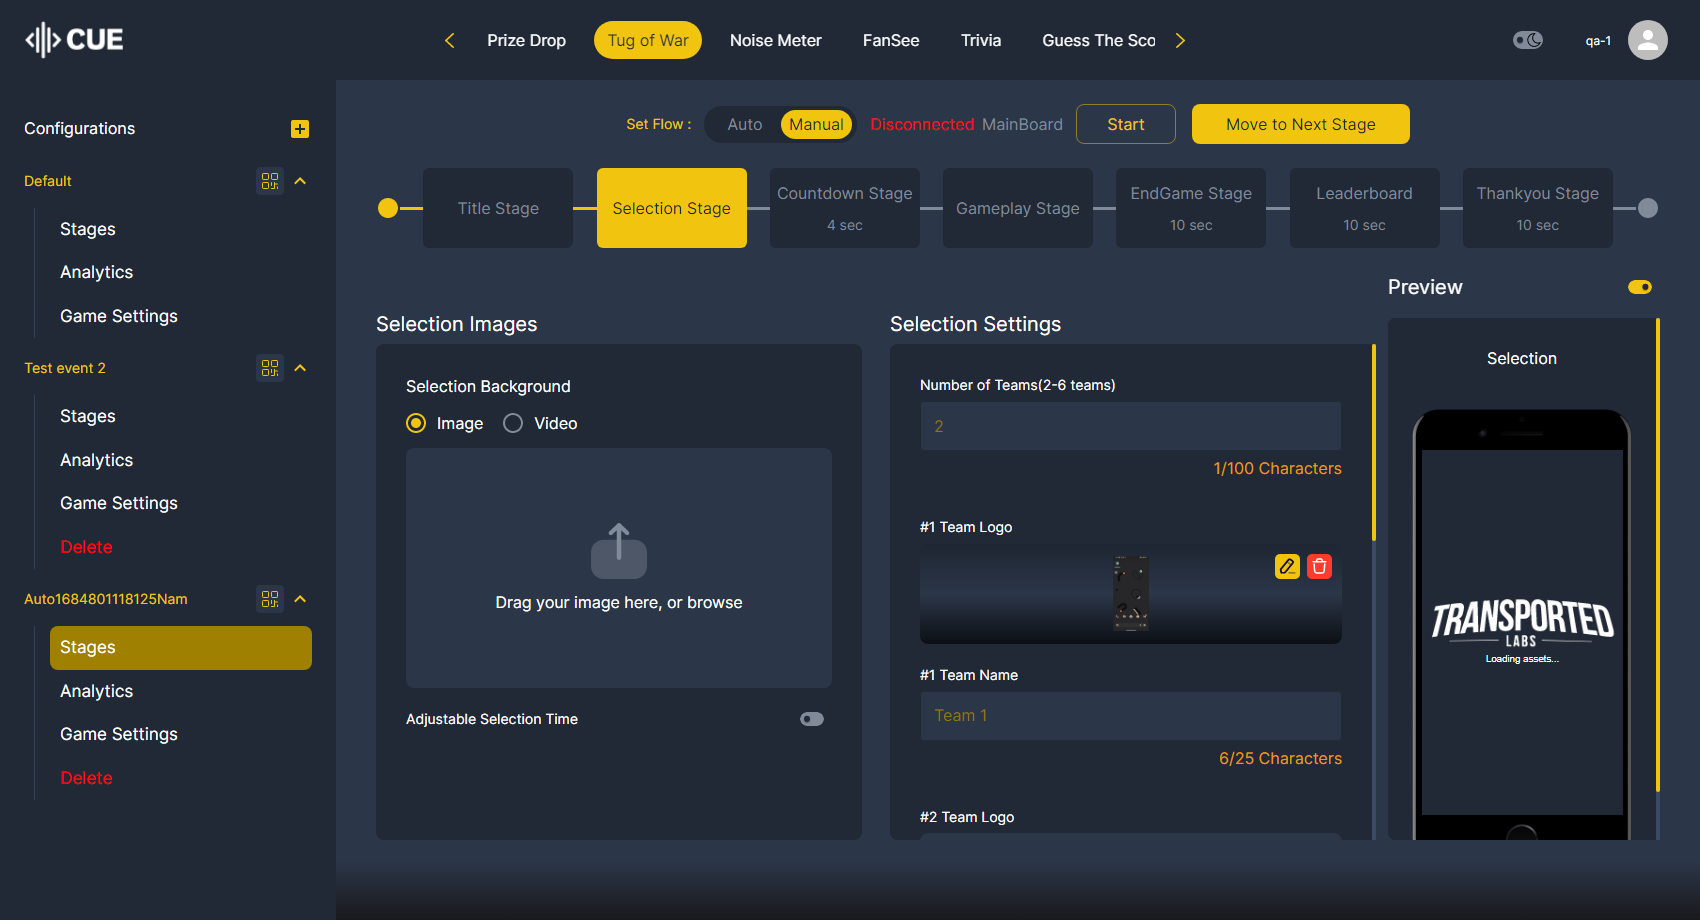 CUE
Prize Drop
Tug of War
Noise Meter
FanSee
Trivia
Guess The Sco
qa-1
Configurations
Default
Stages
Analytics
Game Settings
Test event 2
Stages
Analytics
Game Settings
Delete
Auto1684801118125Nam
Stages
Analytics
Game Settings
Delete
Set Flow :
Auto
Manual
Disconnected MainBoard
Start
Move to Next Stage
Title Stage
Selection Stage
Countdown Stage
4 sec
Gameplay Stage
EndGame Stage
10 sec
Leaderboard
10 sec
Thankyou Stage
10 sec
Selection Images
Selection Background
Image
Video
Drag your image here, or browse
Adjustable Selection Time
Selection Settings
Number of Teams(2-6 teams)
2
1/100 Characters
#1 Team Logo
#1 Team Name
Team 1
6/25 Characters
#2 Team Logo
Preview
Selection
TRANSPORTED
LABS
Loading assets...